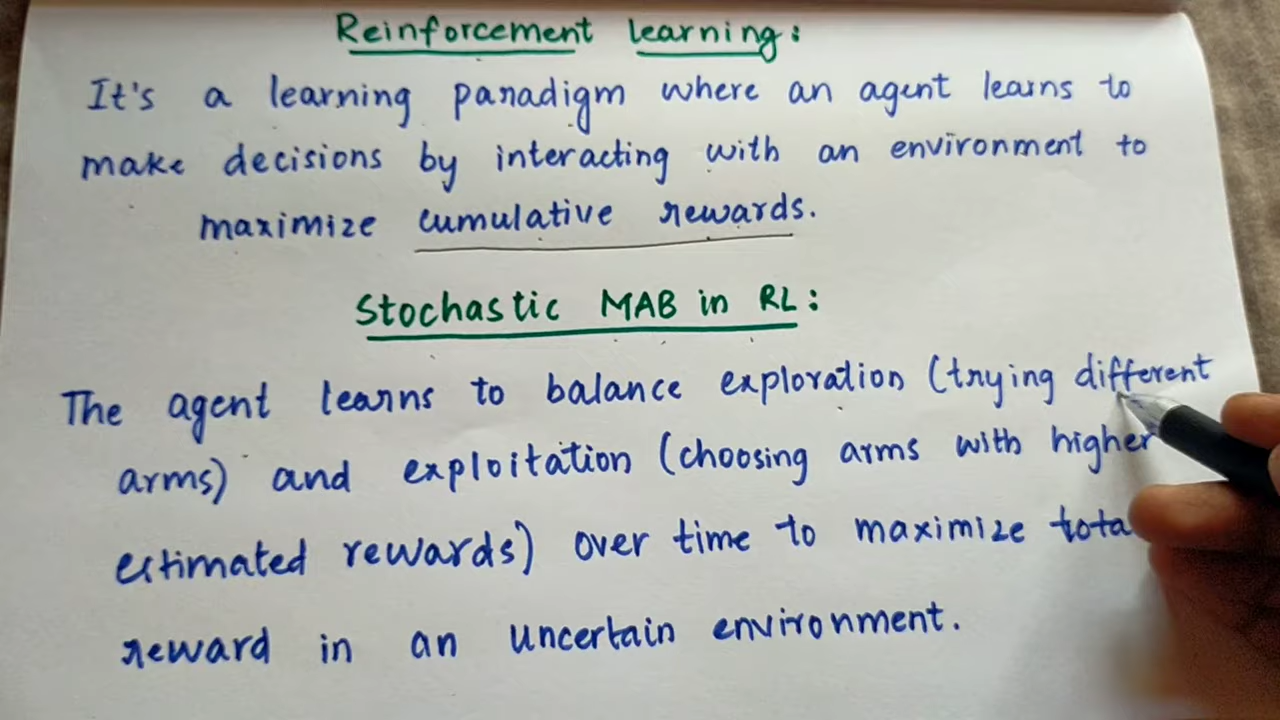 Reinforcement learning:
It's a learning paradigm where an agent learns to
make decisions by interacting with an environment to
maximize cumulative rewards.
Stochastic MAB in RL:
The agent learns to balance exploration (trying different
arms) and exploitation (choosing arms with higher
estimated rewards) over time to maximize tota
reward in an uncertain environment.